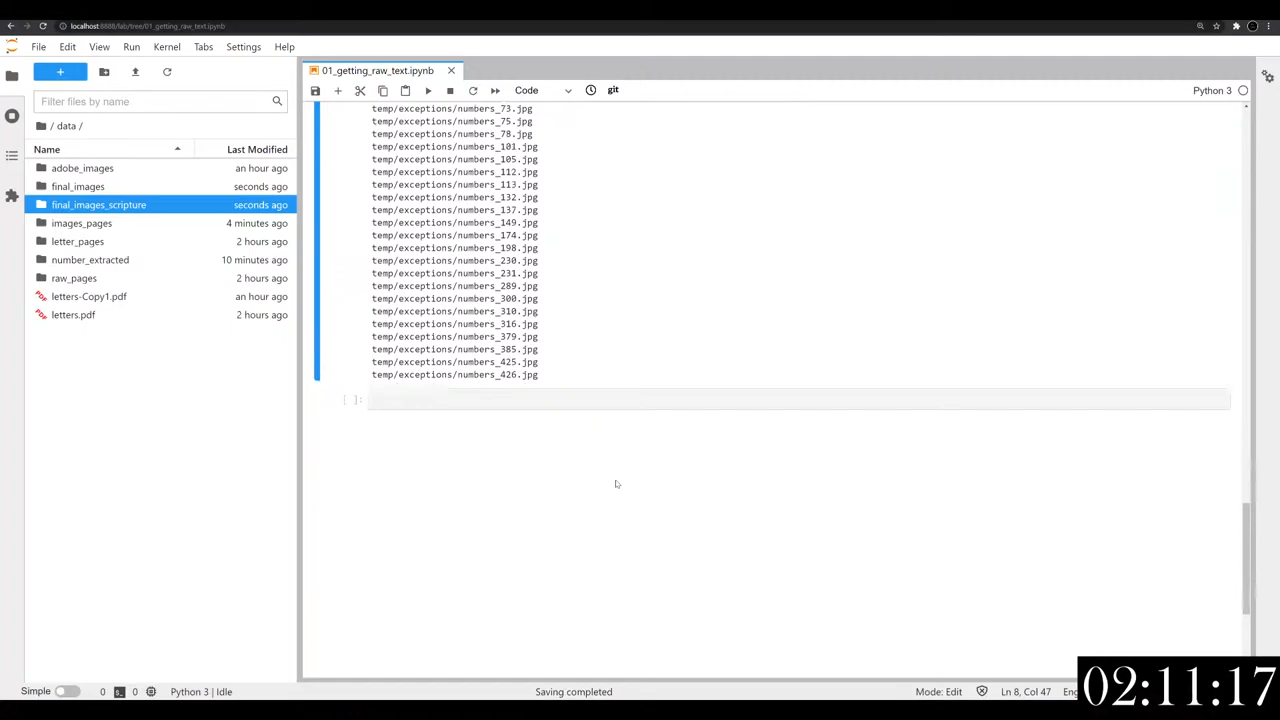 localhost:8888/lab/tree/01_getting_raw_text.ipynb
File Edit View Run Kernel Tabs Settings Help
01_getting_raw_text.ipynb
Code
git
Python 3
Filter files by name
/ data /
Name Last Modified
adobe_images an hour ago
final_images seconds ago
final_images_scripture seconds ago
images_pages 4 minutes ago
letter_pages 2 hours ago
number_extracted 10 minutes ago
raw_pages 2 hours ago
PDF letters-Copy1.pdf an hour ago
PDF letters.pdf 2 hours ago
temp/exceptions/numbers_73.jpg
temp/exceptions/numbers_75.jpg
temp/exceptions/numbers_78.jpg
temp/exceptions/numbers_101.jpg
temp/exceptions/numbers_105.jpg
temp/exceptions/numbers_112.jpg
temp/exceptions/numbers_113.jpg
temp/exceptions/numbers_132.jpg
temp/exceptions/numbers_137.jpg
temp/exceptions/numbers_149.jpg
temp/exceptions/numbers_174.jpg
temp/exceptions/numbers_198.jpg
temp/exceptions/numbers_230.jpg
temp/exceptions/numbers_231.jpg
temp/exceptions/numbers_289.jpg
temp/exceptions/numbers_300.jpg
temp/exceptions/numbers_310.jpg
temp/exceptions/numbers_316.jpg
temp/exceptions/numbers_379.jpg
temp/exceptions/numbers_385.jpg
temp/exceptions/numbers_425.jpg
temp/exceptions/numbers_426.jpg
[ ]:
Simple 0 0 Python 3 | Idle Saving completed Mode: Edit Ln 8, Col 47 Eng
02:11:17